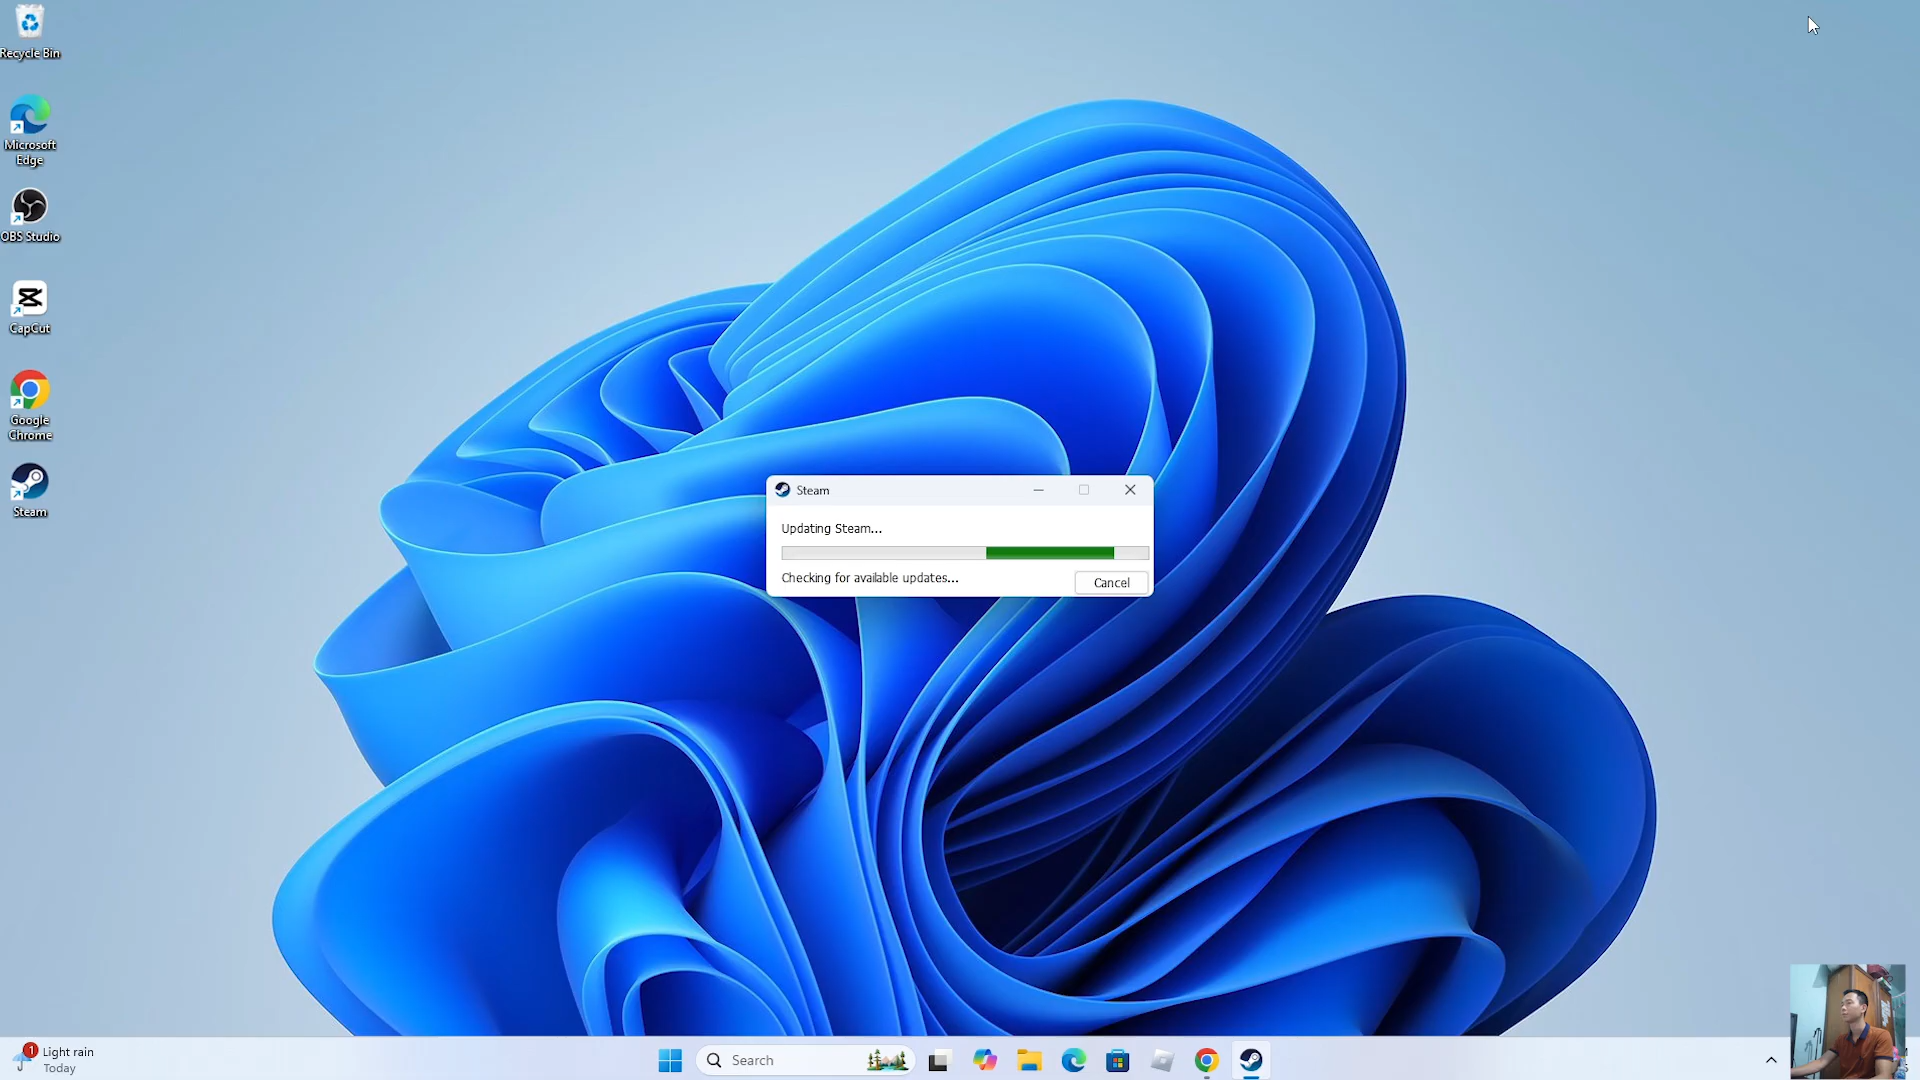 Recycle Bin
Microsoft
Edge
OBS Studio
CapCut
Google
Chrome
Steam
Steam
Updating Steam...
Checking for available updates...
Cancel
1
Light rain
Today
Search